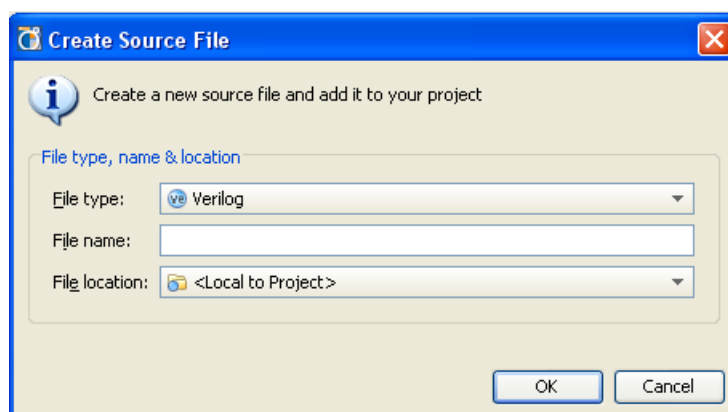 Create Source File
Create a new source file and add it to your project
File type, name & location
File type: ve Verilog
File name:
File location: <Local to Project>
OK Cancel